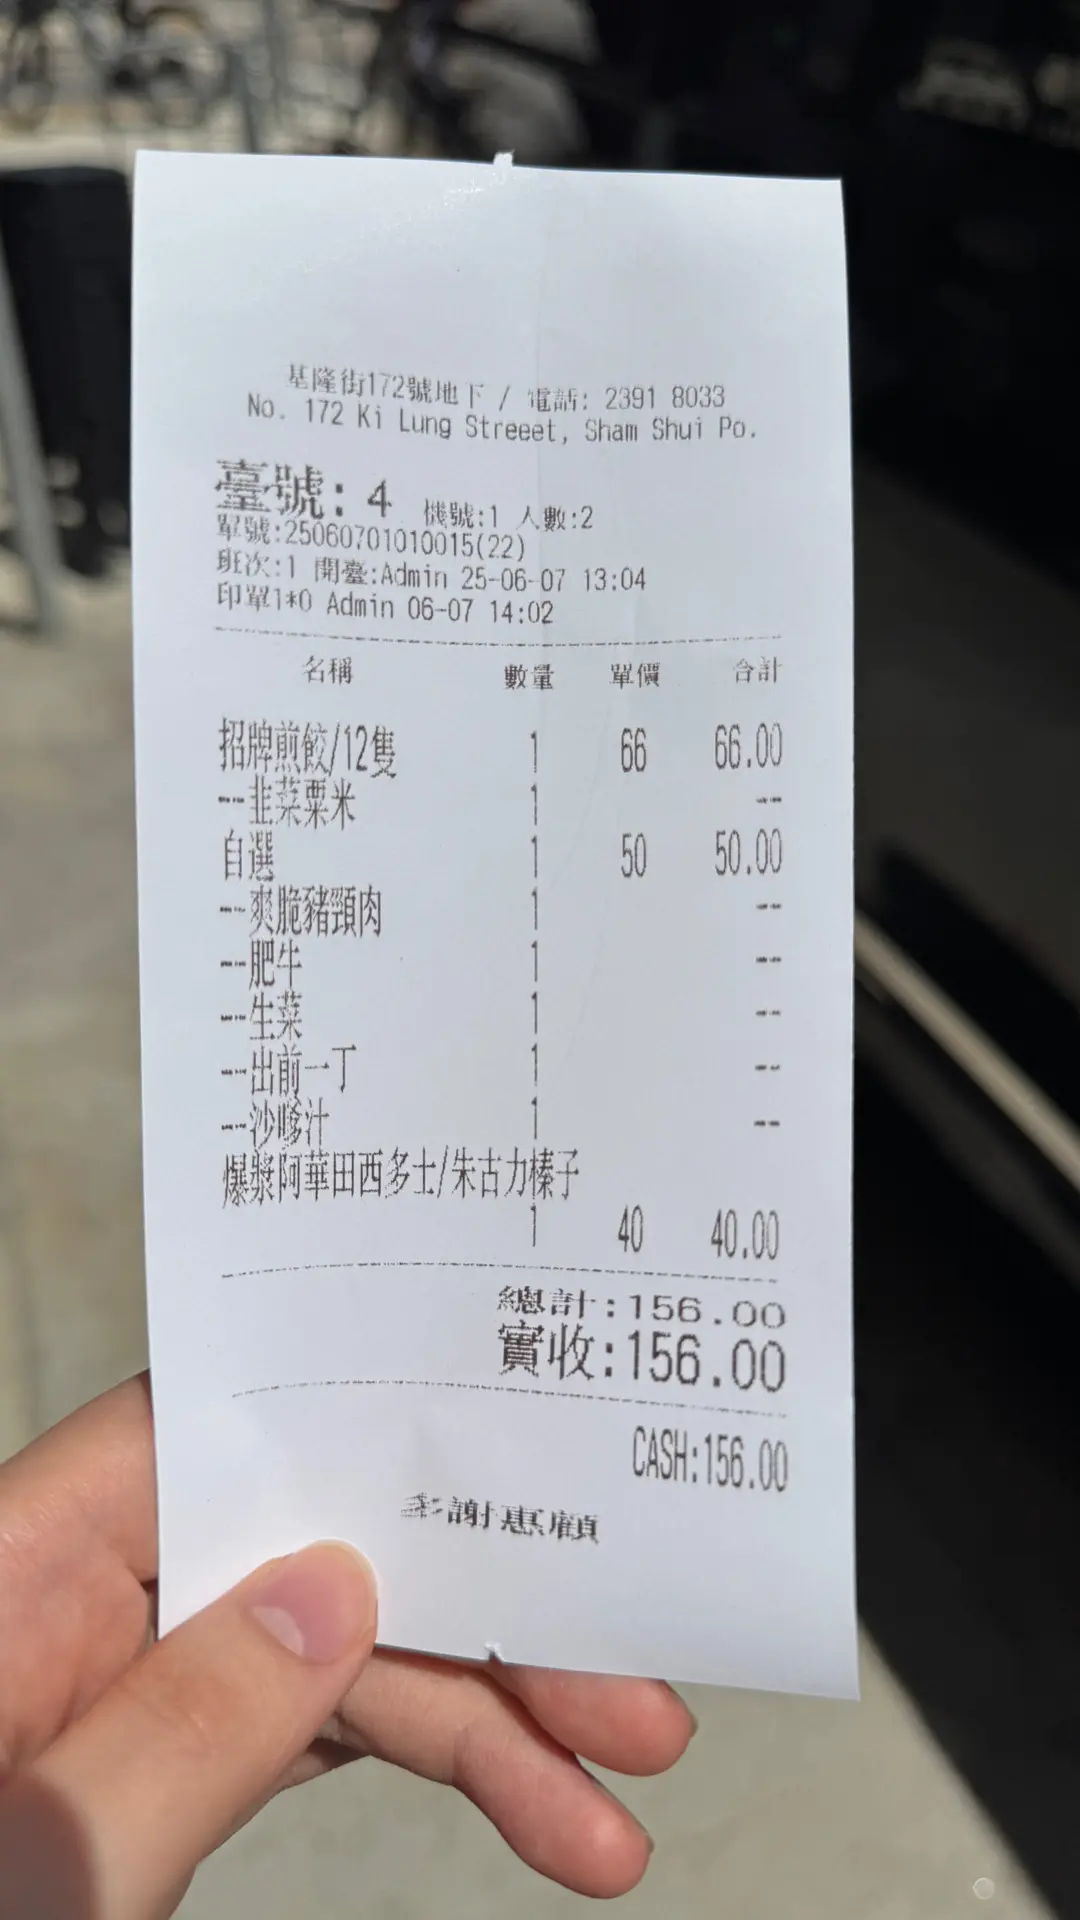 基隆街172號地下 / 電話: 2391 8033
No. 172 Ki Lung Streeet, Sham Shui Po.
臺號: 4 機號:1 人數:2
單號:25060701010015(22)
班次:1 開臺:Admin 25-06-07 13:04
印單1*0 Admin 06-07 14:02
名稱 數量 單價 合計
招牌煎餃/12隻 1 66 66.00
--韭菜粟米 1 --
自選 1 50 50.00
--爽脆豬頸肉 1 --
--肥牛 1 --
--生菜 1 --
--出前一丁 1 --
--沙嗲汁 1 --
爆漿阿華田西多士/朱古力榛子
1 40 40.00
總計:156.00
實收:156.00
CASH:156.00
多謝惠顧